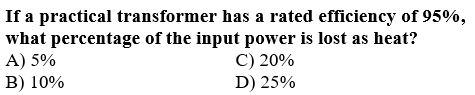 If a practical transformer has a rated efficiency of 95%,
what percentage of the input power is lost as heat?
A) 5% C) 20%
B) 10% D) 25%